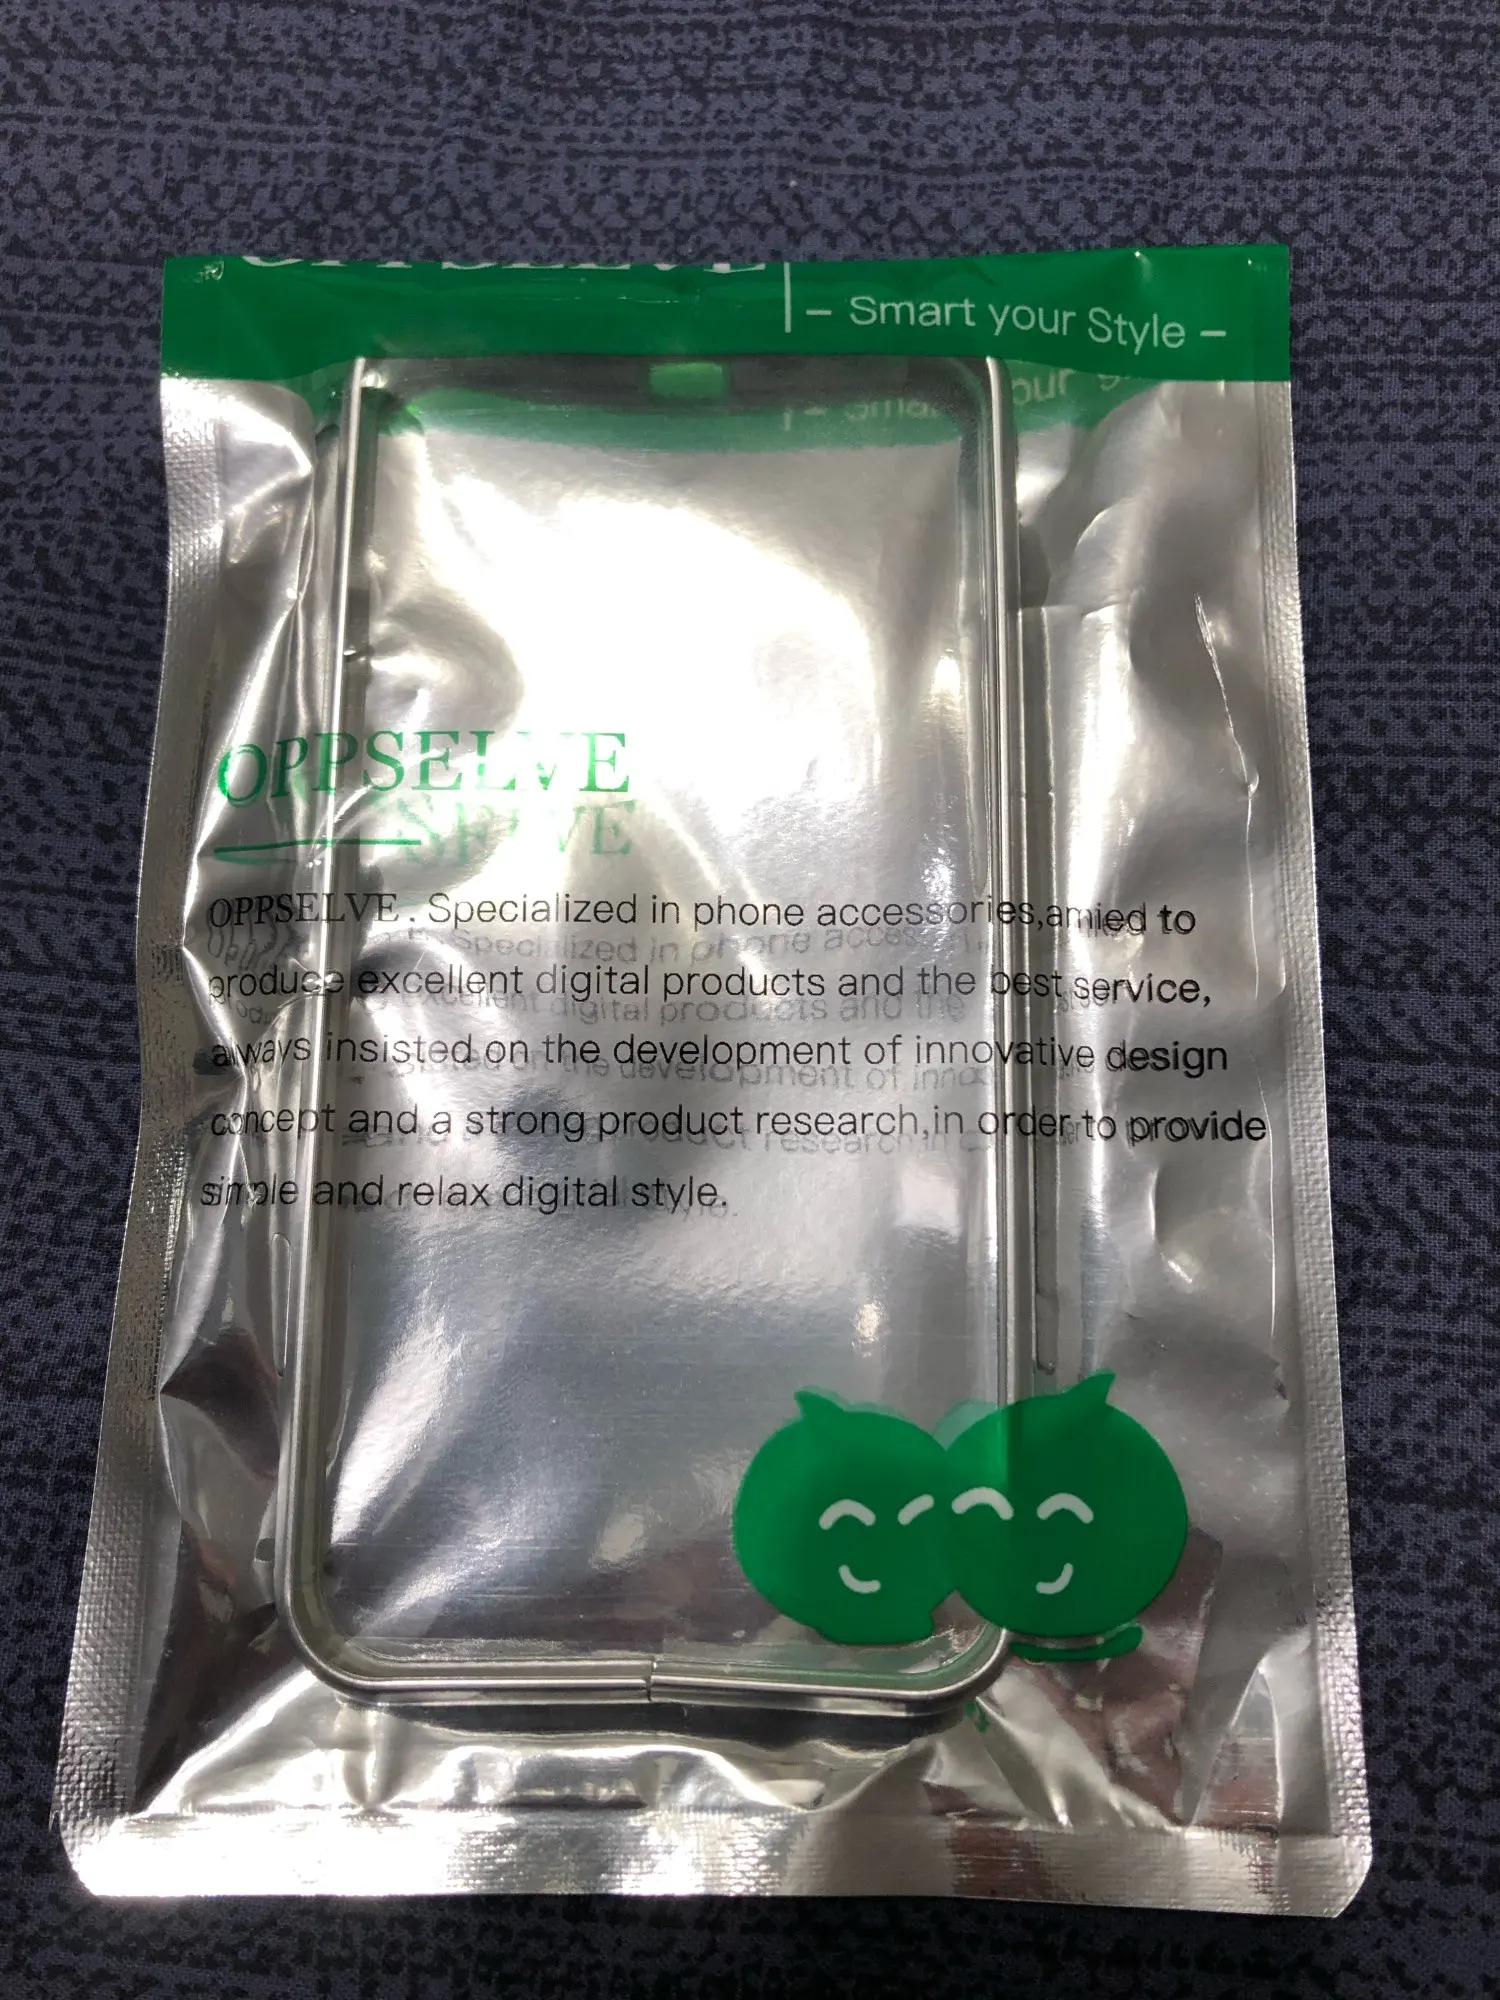 OPPSELVE
– Smart your Style –
OPPSELVE
OPPSELVE. Specialized in phone accessories,amied to
produce excellent digital products and the best service,
always insisted on the development of innovative design
concept and a strong product research,in order to provide
simple and relax digital style.